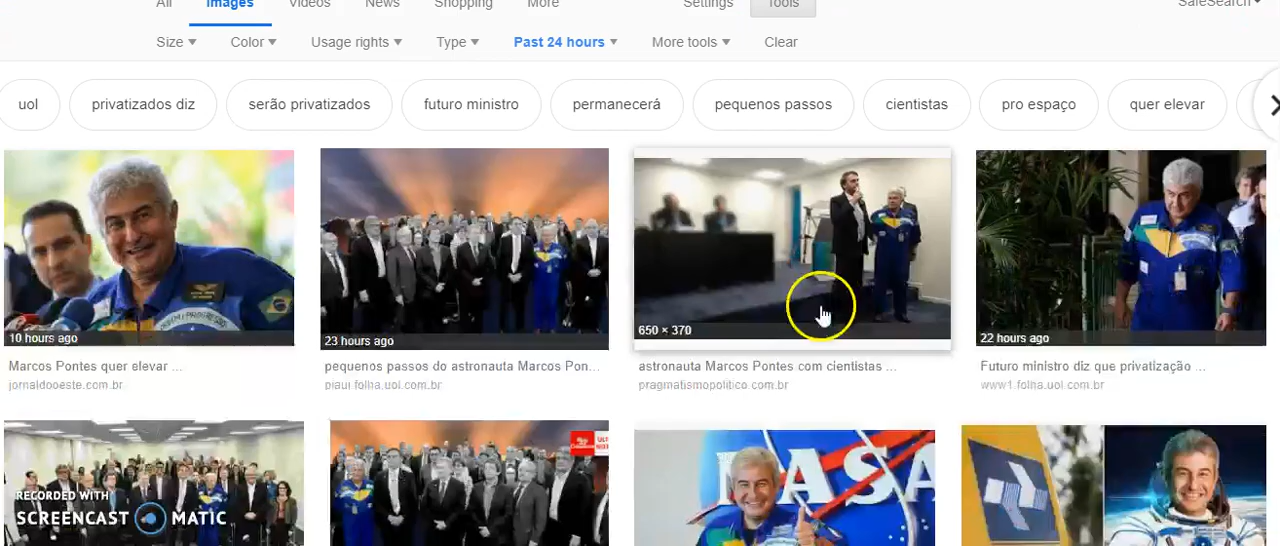 All Images Videos News Shopping More Settings Tools SafeSearch
Size Color Usage rights Type Past 24 hours More tools Clear
uol privatizados diz serão privatizados futuro ministro permanecerá pequenos passos cientistas pro espaço quer elevar
10 hours ago
23 hours ago
650 × 370
22 hours ago
Marcos Pontes quer elevar ...
jornaldooeste.com.br
pequenos passos do astronauta Marcos Pon...
piaui.folha.uol.com.br
astronauta Marcos Pontes com cientistas ...
pragmatismopolitico.com.br
Futuro ministro diz que privatização ...
www1.folha.uol.com.br
RECORDED WITH
SCREENCAST MATIC
NASA